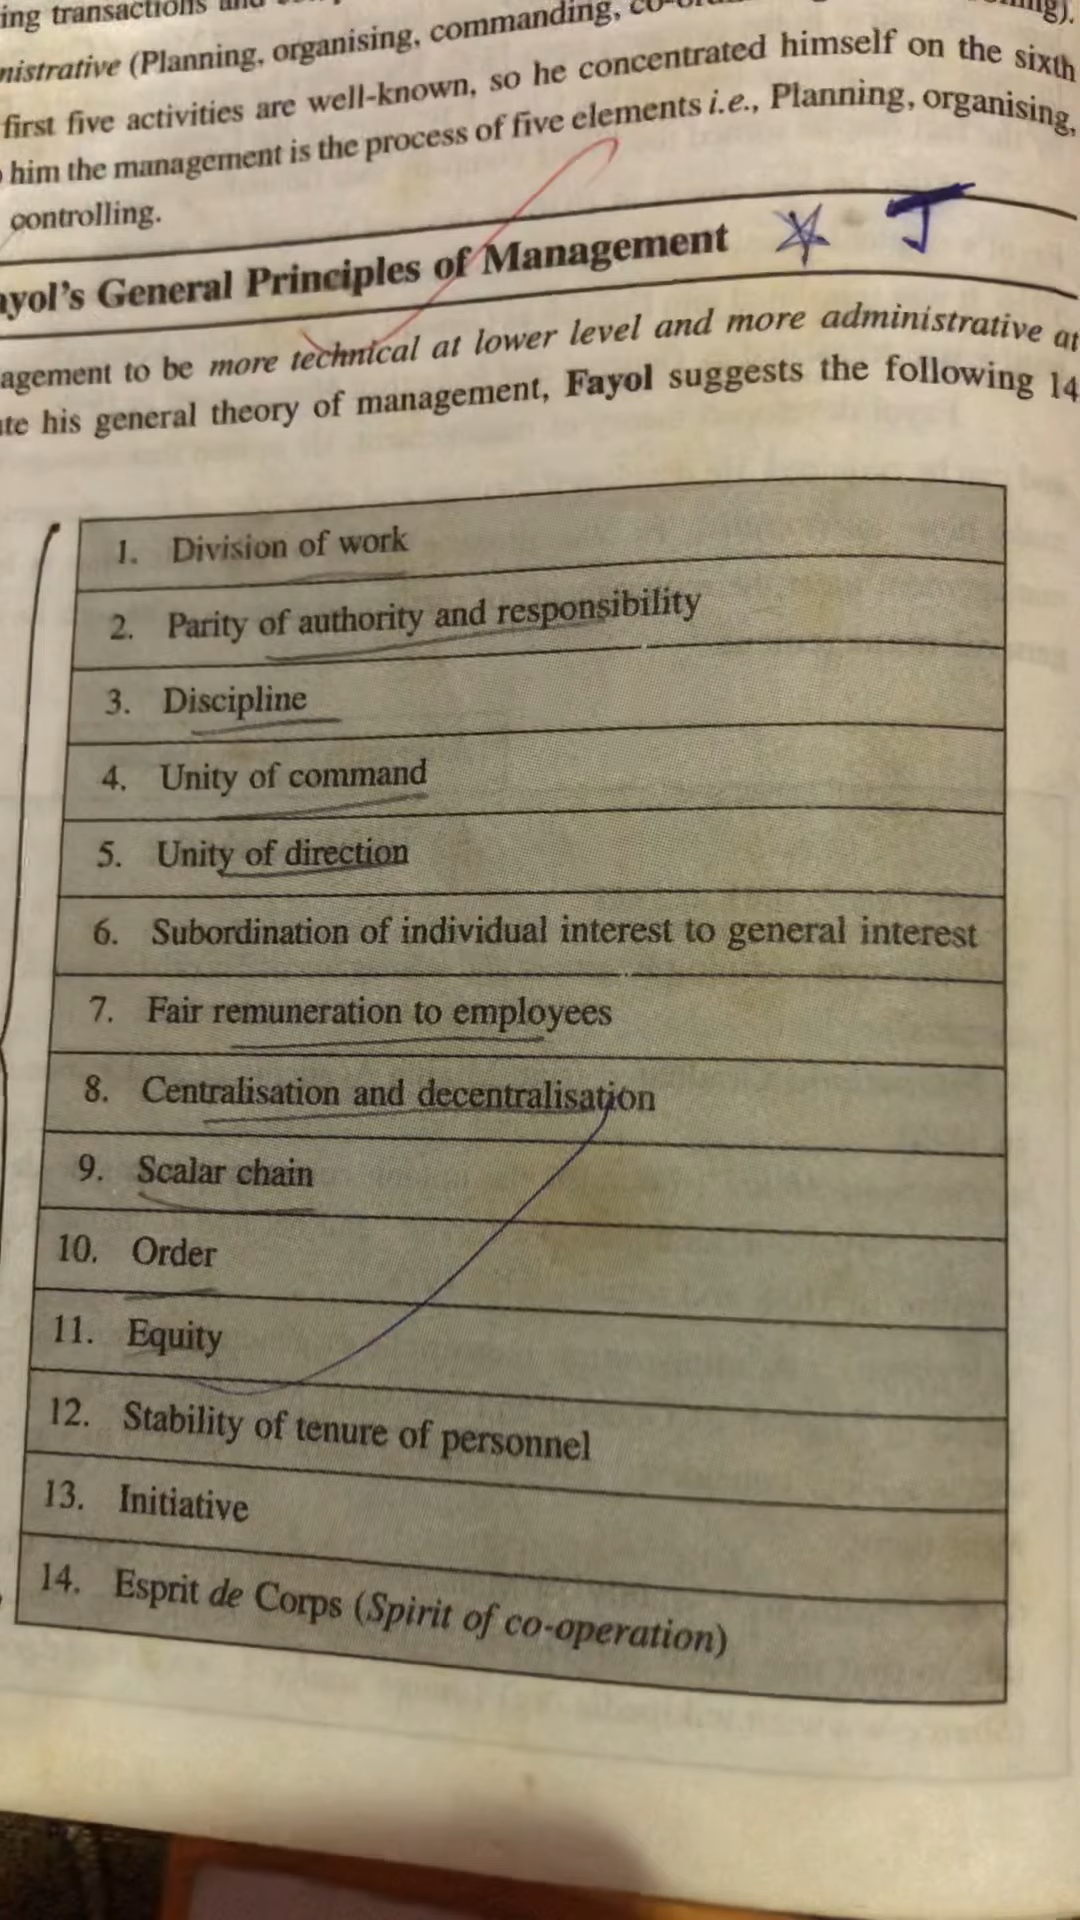 ing transactions and
nistrative (Planning, organising, commanding,
first five activities are well-known, so he concentrated himself on the sixth
him the management is the process of five elements i.e., Planning, organising,
controlling.
ayol's General Principles of Management
J
agement to be more technical at lower level and more administrative at
ate his general theory of management, Fayol suggests the following 14
1. Division of work
2. Parity of authority and responsibility
3. Discipline
4. Unity of command
5. Unity of direction
6. Subordination of individual interest to general interest
7. Fair remuneration to employees
8. Centralisation and decentralisation
9. Scalar chain
10. Order
11. Equity
12. Stability of tenure of personnel
13. Initiative
14. Esprit de Corps (Spirit of co-operation)